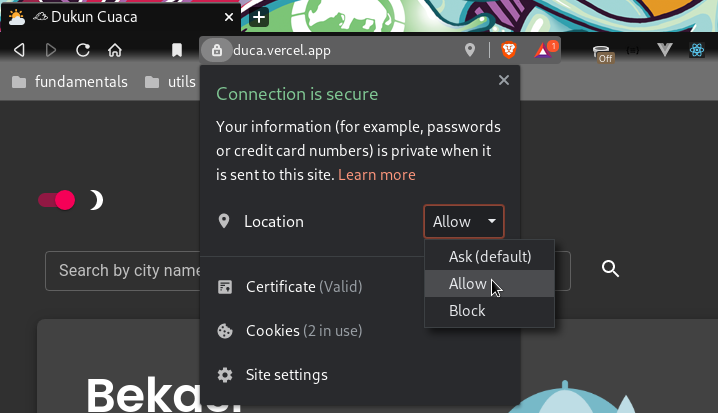 Dukun Cuaca
duca.vercel.app
1
Off
fundamentals
utils
Connection is secure
Your information (for example, passwords
or credit card numbers) is private when it
is sent to this site. Learn more
Location
Allow
Ask (default)
Allow
Block
Search by city name
Certificate (Valid)
Cookies (2 in use)
Site settings